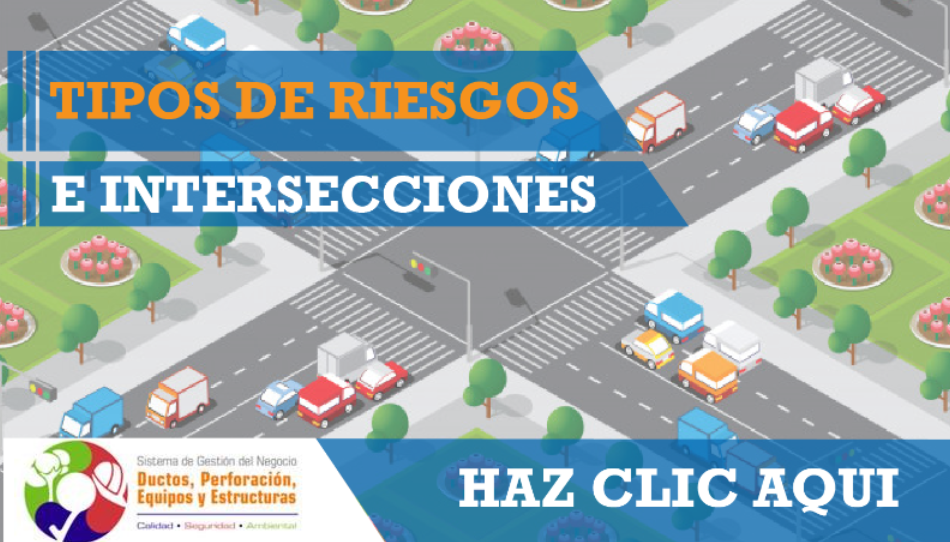 TIPOS DE RIESGOS
E INTERSECCIONES
Sistema de Gestión del Negocio
Ductos, Perforación,
Equipos y Estructuras
Calidad • Seguridad • Ambiental
HAZ CLIC AQUI